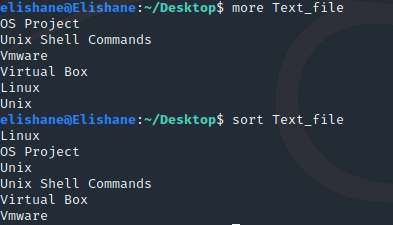 elishane@Elishane:~/Desktop$ more Text_file
OS Project
Unix Shell Commands
Vmware
Virtual Box
Linux
Unix
elishane@Elishane:~/Desktop$ sort Text_file
Linux
OS Project
Unix
Unix Shell Commands
Virtual Box
Vmware